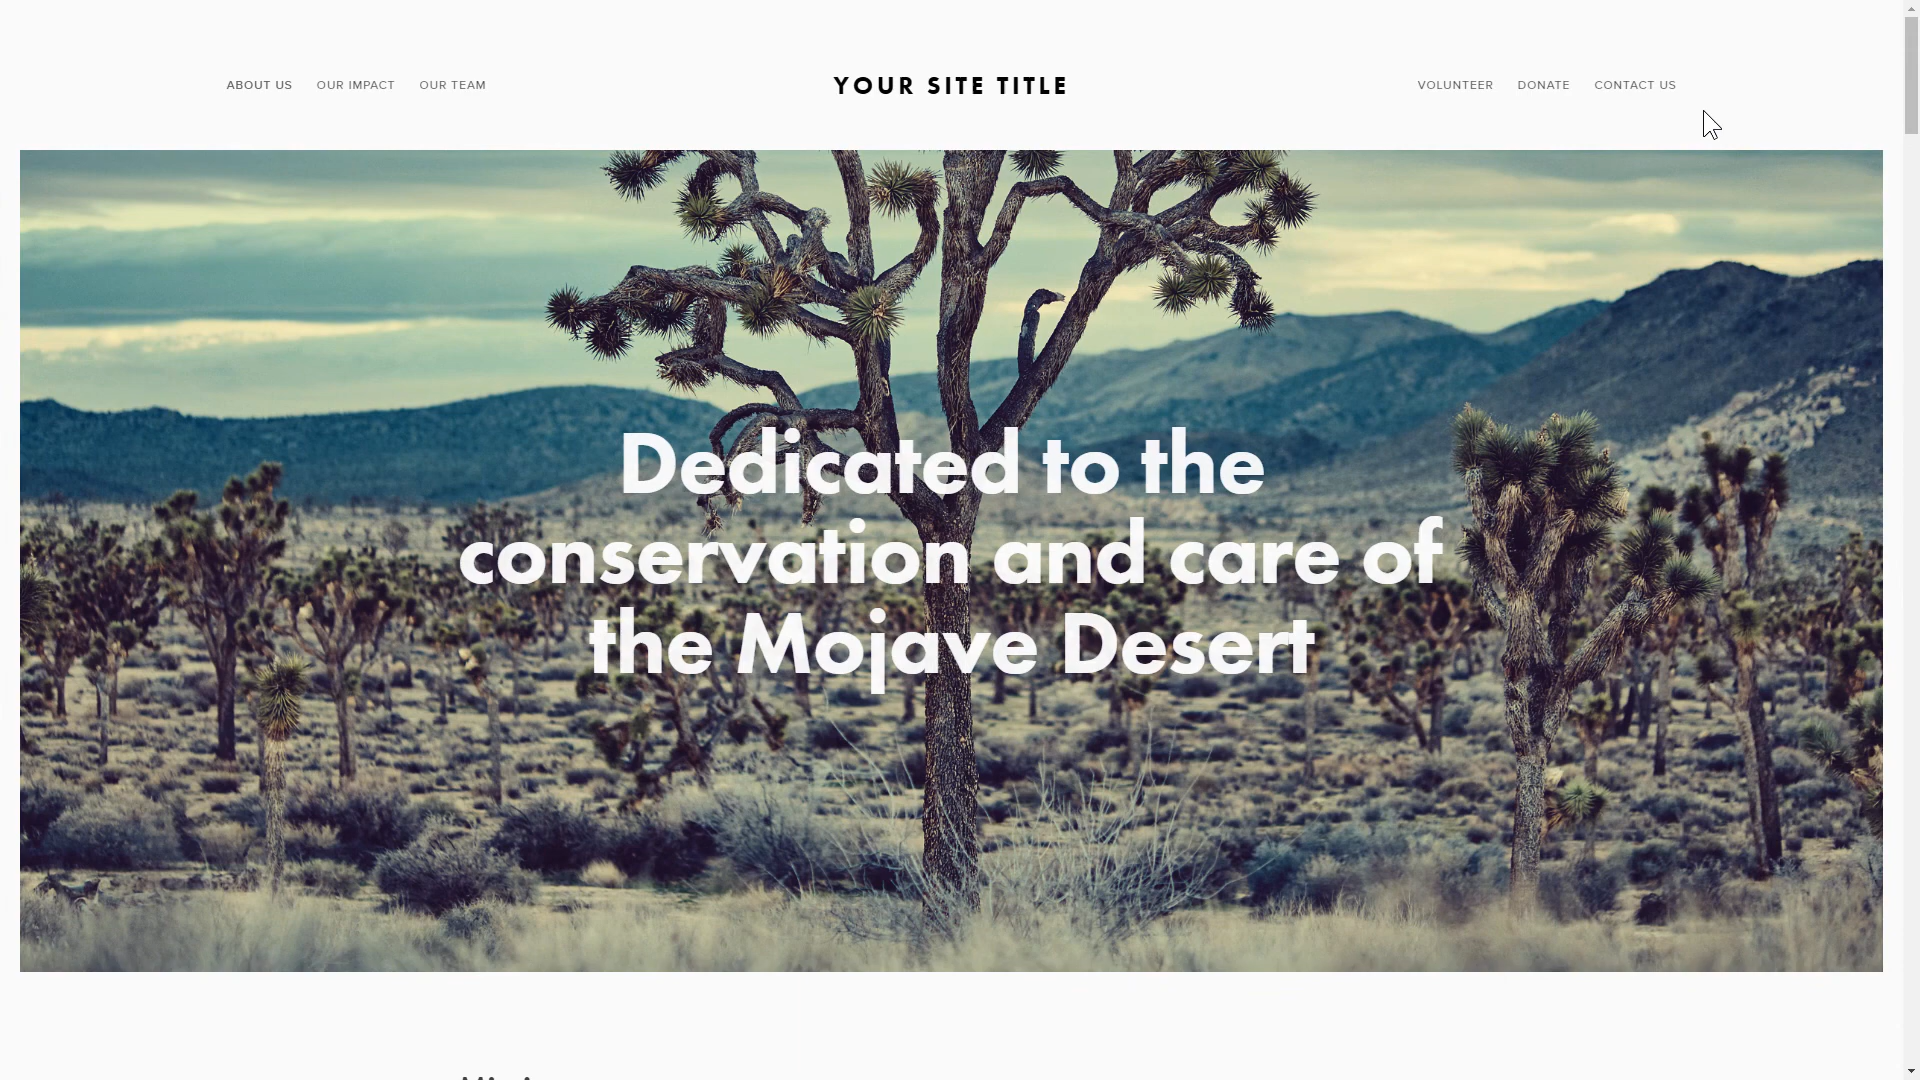 ABOUT US OUR IMPACT OUR TEAM YOUR SITE TITLE VOLUNTEER DONATE CONTACT US
Dedicated to the
conservation and care of
the Mojave Desert